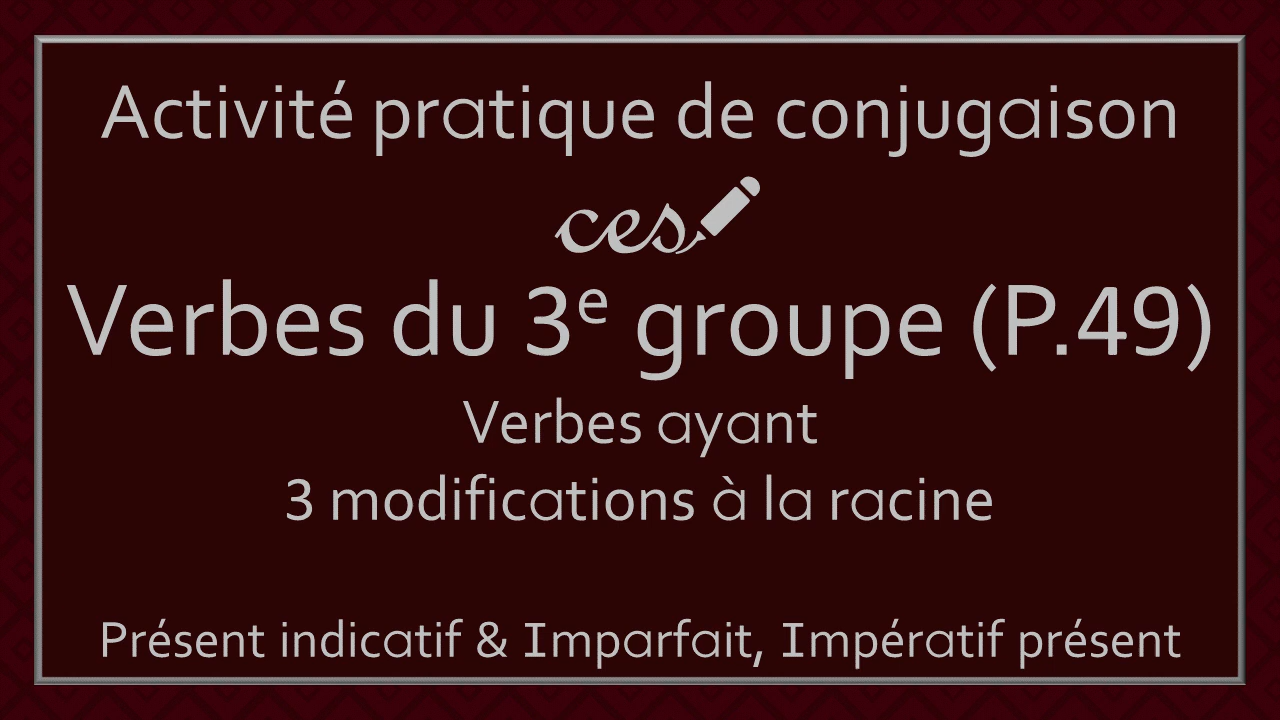 Activité pratique de conjugaison
ces
Verbes du 3e groupe (P.49)
Verbes ayant
3 modifications à la racine
Présent indicatif & Imparfait, Impératif présent